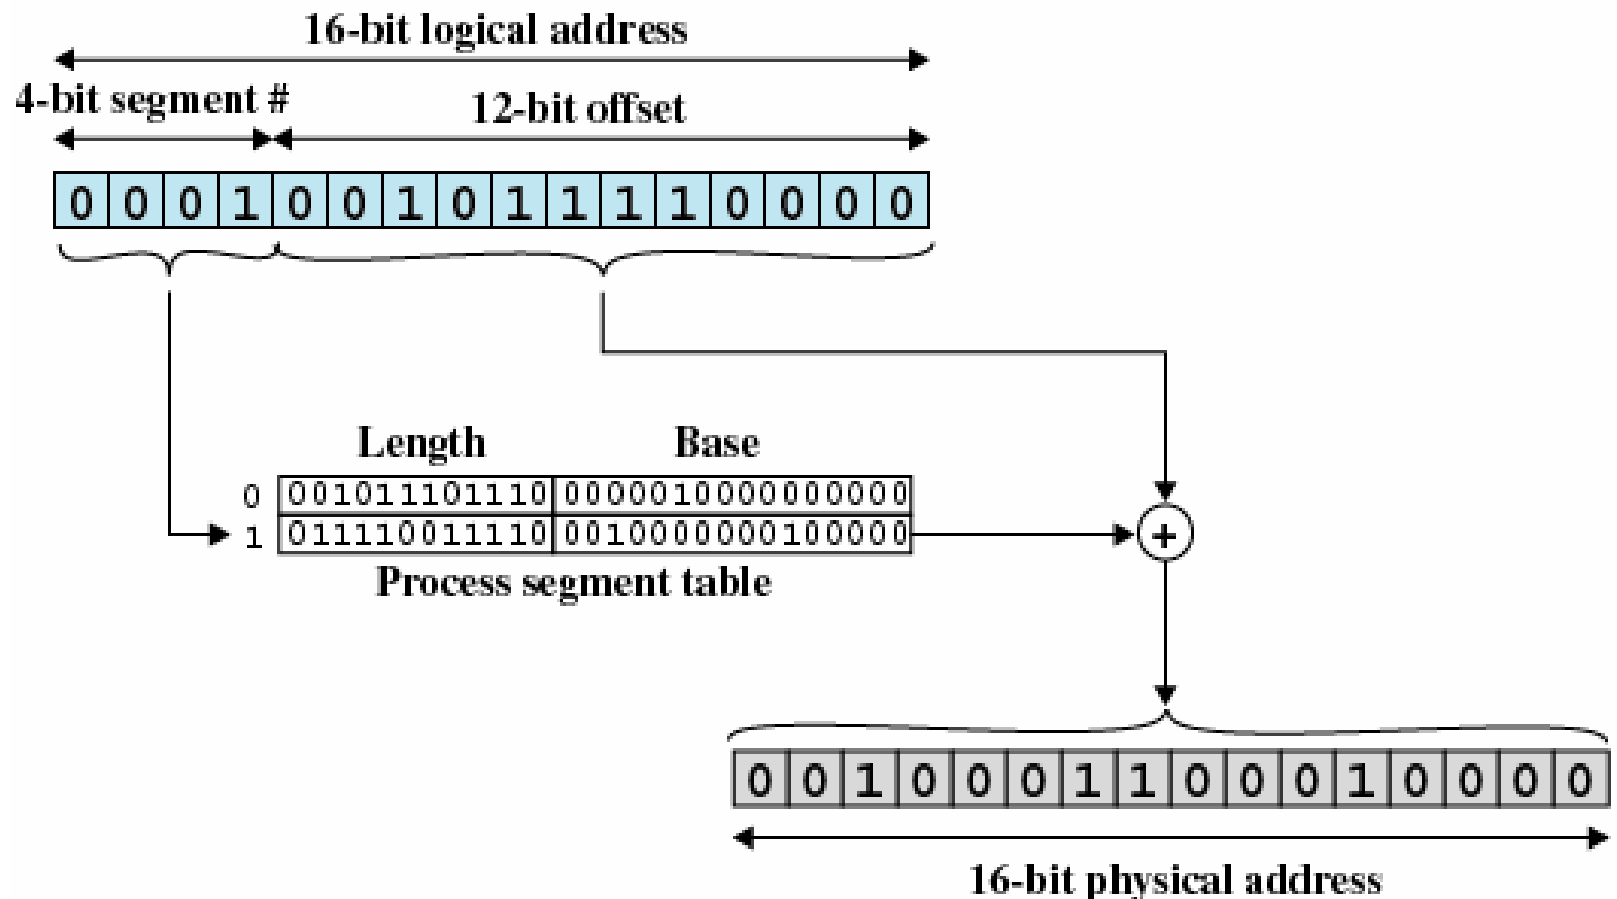 16-bit logical address
4-bit segment #
12-bit offset
0 0 0 1 0 0 1 0 1 1 1 1 0 0 0 0
Length Base
0 001011101110 0000010000000000
1 011110011110 0010000000100000
+
Process segment table
0 0 1 0 0 0 1 1 0 0 0 1 0 0 0 0
16-bit physical address